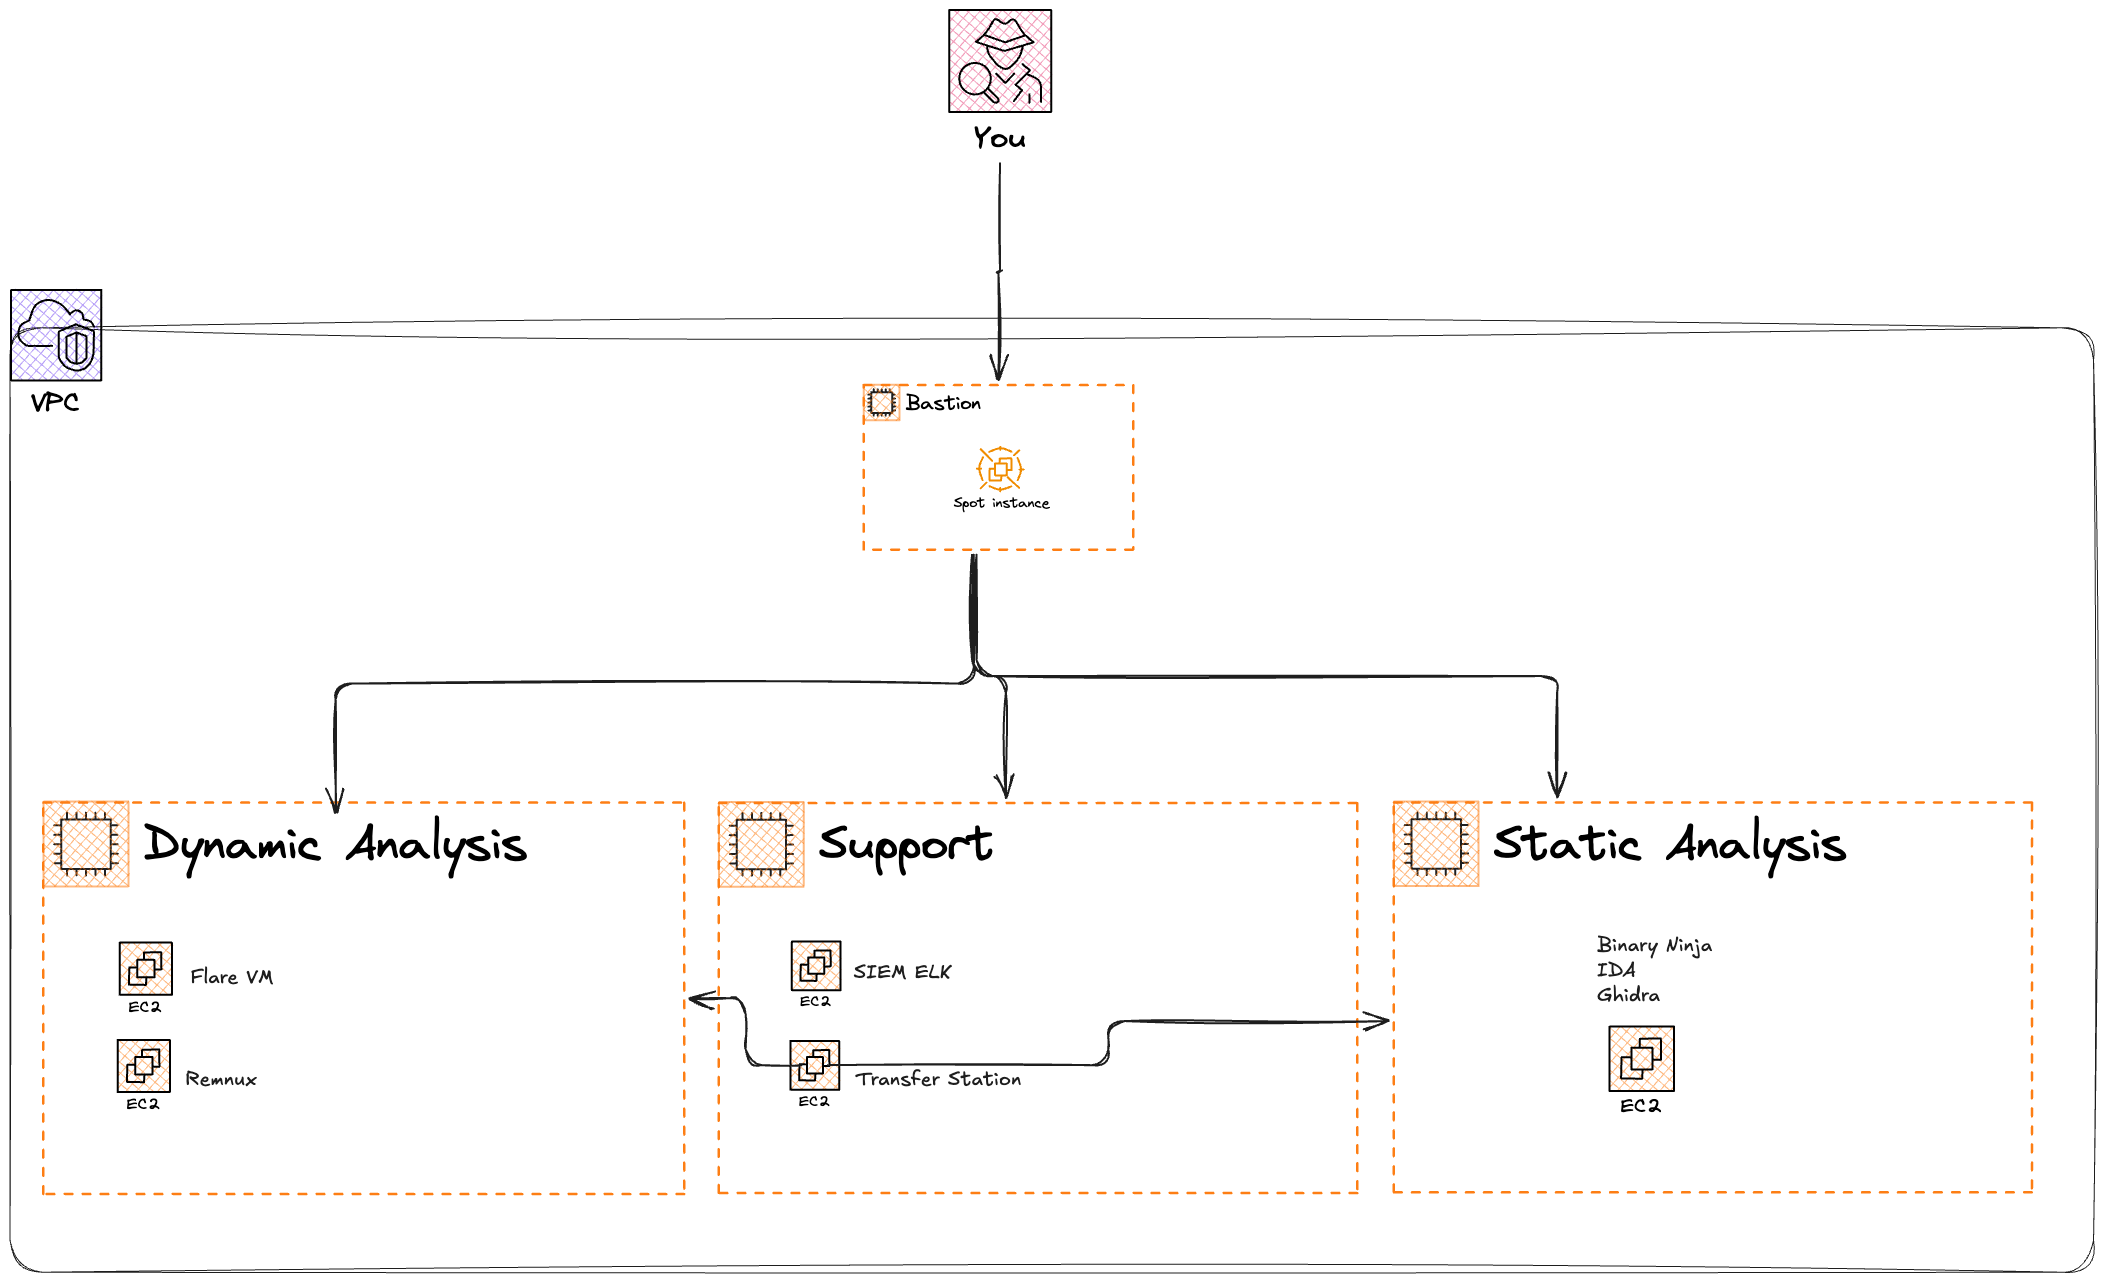 You
VPC
Bastion
Spot instance
Dynamic Analysis
Flare VM
EC2
Remnux
EC2
Support
SIEM ELK
EC2
Transfer Station
EC2
Static Analysis
Binary Ninja
IDA
Ghidra
EC2